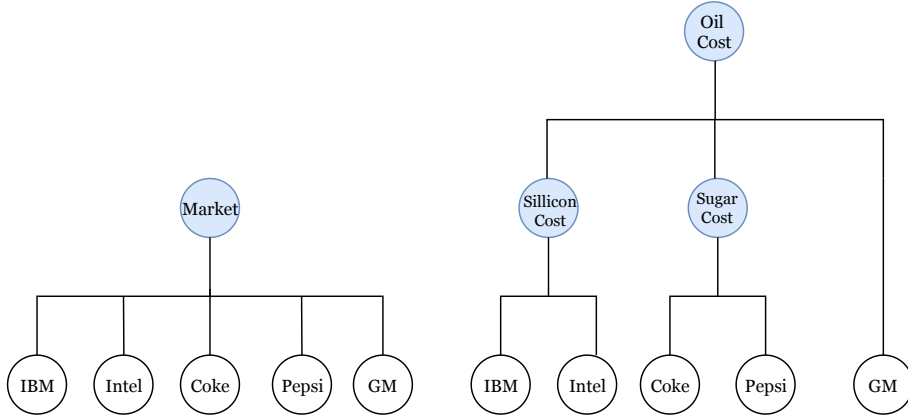 Market
IBM
Intel
Coke
Pepsi
GM
Oil
Cost
Sillicon
Cost
Sugar
Cost
IBM
Intel
Coke
Pepsi
GM